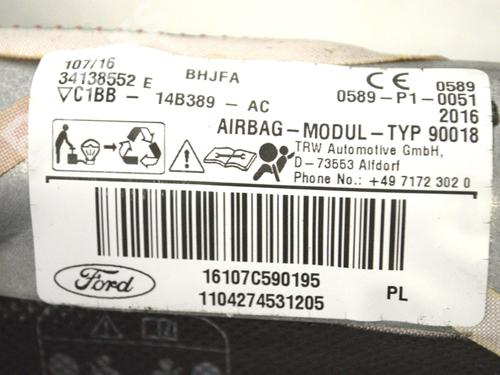 107/16
34138552 E BHJFA
C1BB- 14B389 - AC
CE 0589
0589-P1-0051
2016
AIRBAG-MODUL-TYP 90018
TRW Automotive GmbH,
D-73553 Alfdorf
Phone No.: +49 7172 302 0
16107C590195
1104274531205
PL
Ford